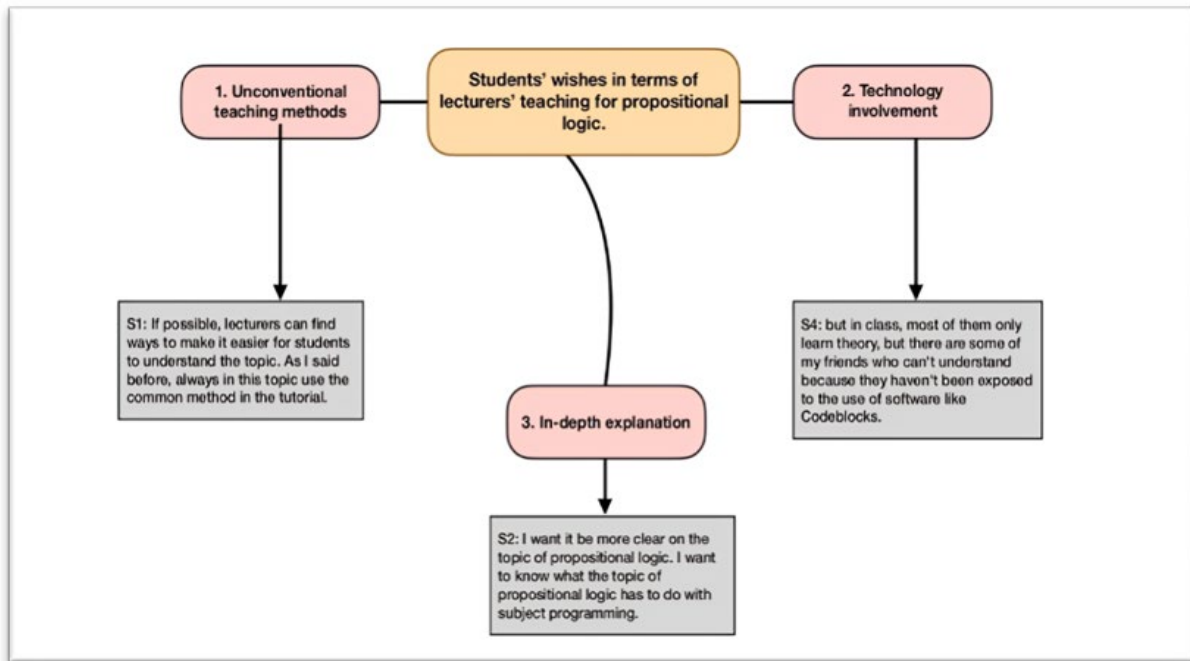 1. Unconventional
teaching methods
Students' wishes in terms of
lecturers' teaching for propositional
logic.
2. Technology
involvement
S1: If possible, lecturers can find
ways to make it easier for students
to understand the topic. As I said
before, always in this topic use the
common method in the tutorial.
S4: but in class, most of them only
learn theory, but there are some of
my friends who can't understand
because they haven't been exposed
to the use of software like
Codeblocks.
3. In-depth explanation
S2: I want it be more clear on the
topic of propositional logic. I want
to know what the topic of
propositional logic has to do with
subject programming.